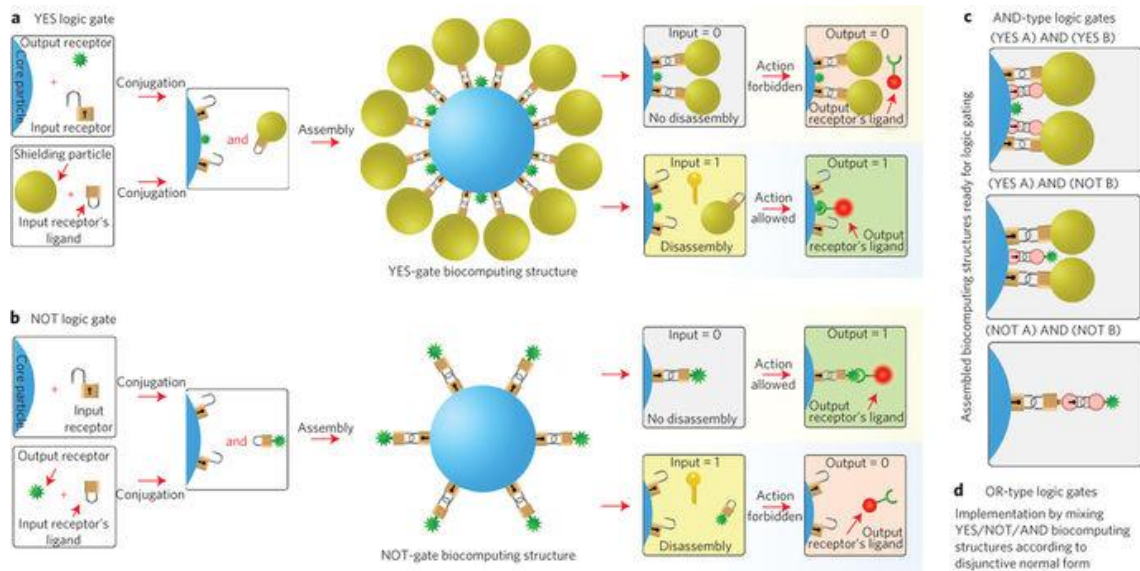 a YES logic gate
Output receptor
Core particle
+
Input receptor
Conjugation
Shielding particle
+
Input receptor's
ligand
Conjugation
and
Assembly
YES-gate biocomputing structure
Input = 0
No disassembly
Action
forbidden
Output = 0
Output
receptor's ligand
Input = 1
Disassembly
Action
allowed
Output = 1
Output
receptor's ligand
b NOT logic gate
Core particle
+
Input
receptor
Conjugation
Output receptor
+
Input receptor's
ligand
Conjugation
and
Assembly
NOT-gate biocomputing structure
Input = 0
No disassembly
Action
allowed
Output = 1
Output
receptor's ligand
Input = 1
Disassembly
Action
forbidden
Output = 0
Output
receptor's ligand
c AND-type logic gates
Assembled biocomputing structures ready for logic gating
(YES A) AND (YES B)
(YES A) AND (NOT B)
(NOT A) AND (NOT B)
d OR-type logic gates
Implementation by mixing
YES/NOT/AND biocomputing
structures according to
disjunctive normal form